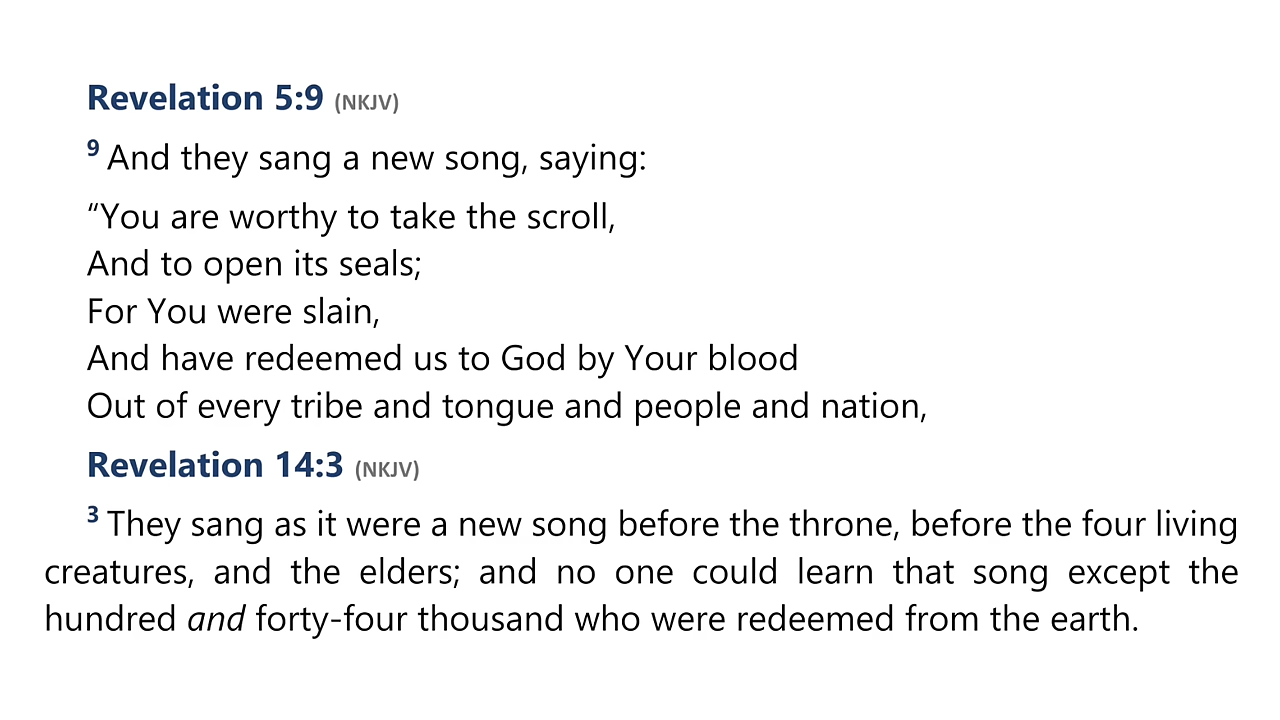 Revelation 5:9 (NKJV)
9 And they sang a new song, saying:
“You are worthy to take the scroll,
And to open its seals;
For You were slain,
And have redeemed us to God by Your blood
Out of every tribe and tongue and people and nation,
Revelation 14:3 (NKJV)
3 They sang as it were a new song before the throne, before the four living
creatures, and the elders; and no one could learn that song except the
hundred and forty-four thousand who were redeemed from the earth.